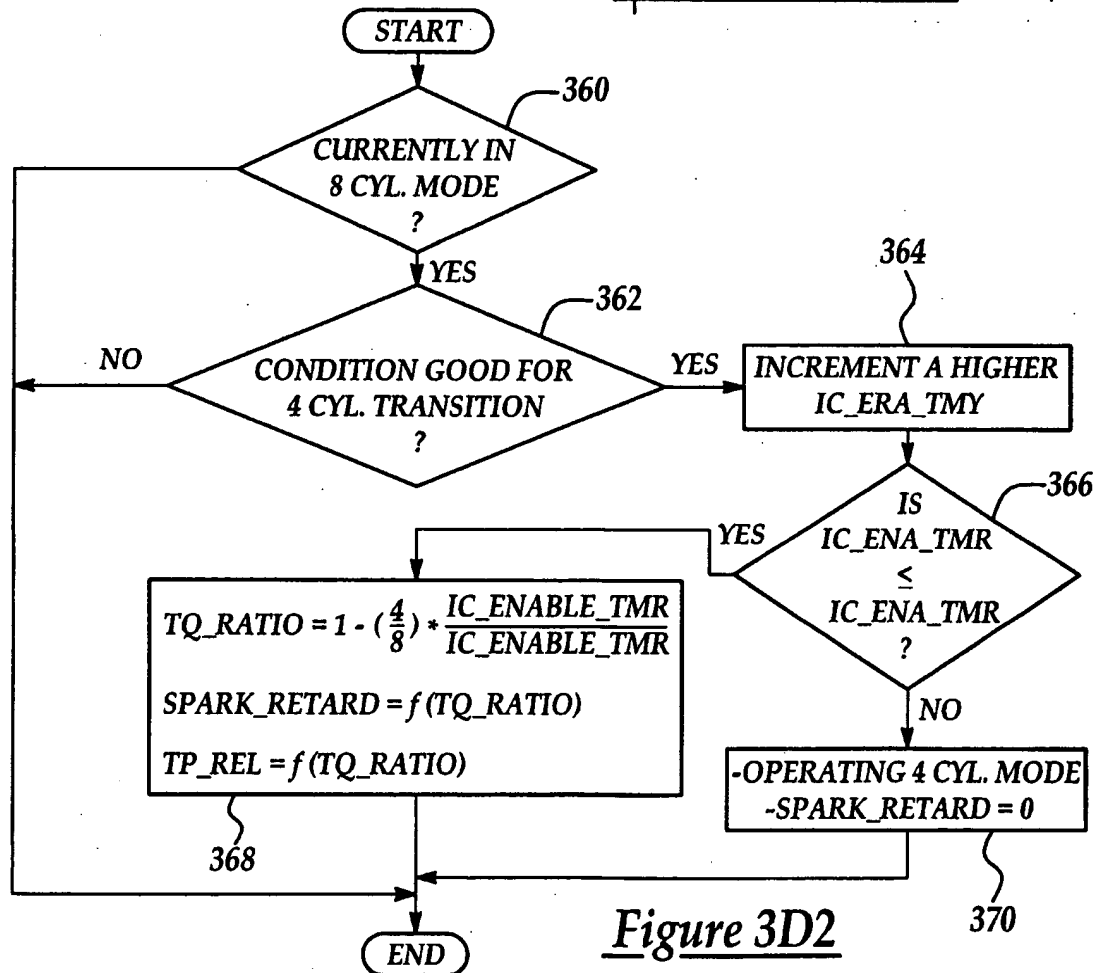 START
360
CURRENTLY IN
8 CYL. MODE
?
YES
362
CONDITION GOOD FOR
4 CYL. TRANSITION
?
NO
YES
364
INCREMENT A HIGHER
IC_ERA_TMY
366
IS
IC_ENA_TMR
≤
IC_ENA_TMR
?
YES
NO
TQ_RATIO = 1 - (4/8) * IC_ENABLE_TMR/IC_ENABLE_TMR
SPARK_RETARD = f (TQ_RATIO)
TP_REL = f (TQ_RATIO)
368
-OPERATING 4 CYL. MODE
-SPARK_RETARD = 0
370
END
Figure 3D2